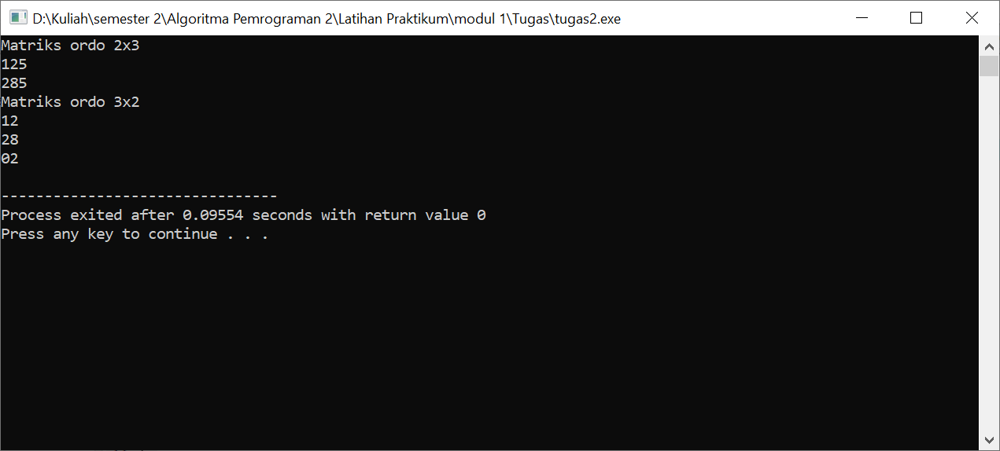 D:\Kuliah\semester 2\Algoritma Pemrograman 2\Latihan Praktikum\modul 1\Tugas\tugas2.exe
Matriks ordo 2x3
125
285
Matriks ordo 3x2
12
28
02
--------------------------------
Process exited after 0.09554 seconds with return value 0
Press any key to continue . . .